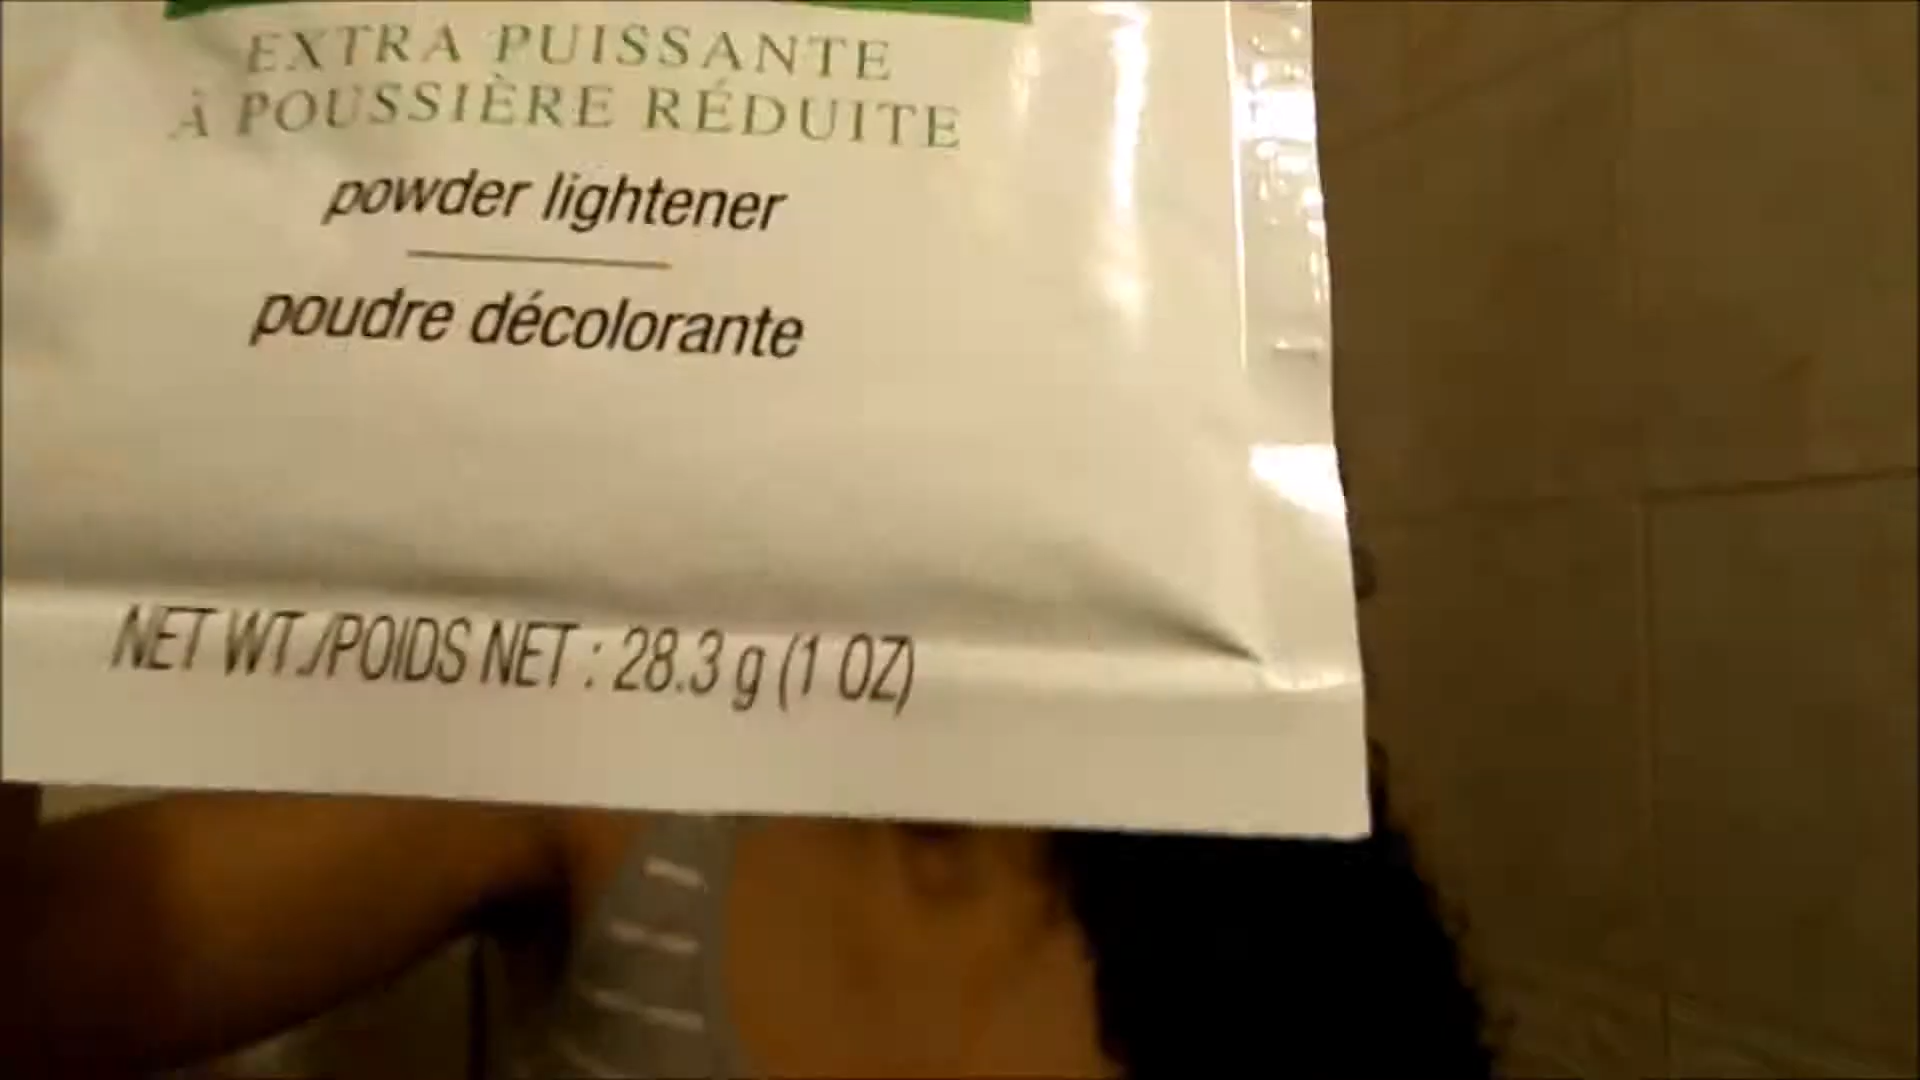 EXTRA PUISSANTE
À POUSSIÈRE RÉDUITE
powder lightener
poudre décolorante
NET WT./POIDS NET : 28.3 g (1 OZ)